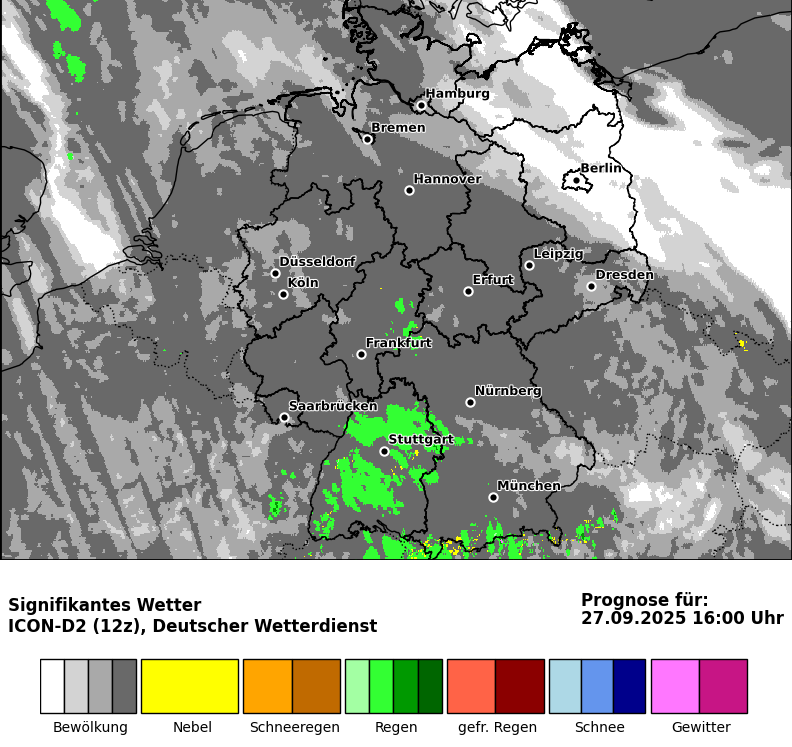 Hamburg
Bremen
Berlin
Hannover
Leipzig
Düsseldorf
Dresden
Köln
Erfurt
Frankfurt
Nürnberg
Saarbrücken
Stuttgart
München
Signifikantes Wetter
ICON-D2 (12z), Deutscher Wetterdienst
Prognose für:
27.09.2025 16:00 Uhr
Bewölkung Nebel Schneeregen Regen gefr. Regen Schnee Gewitter